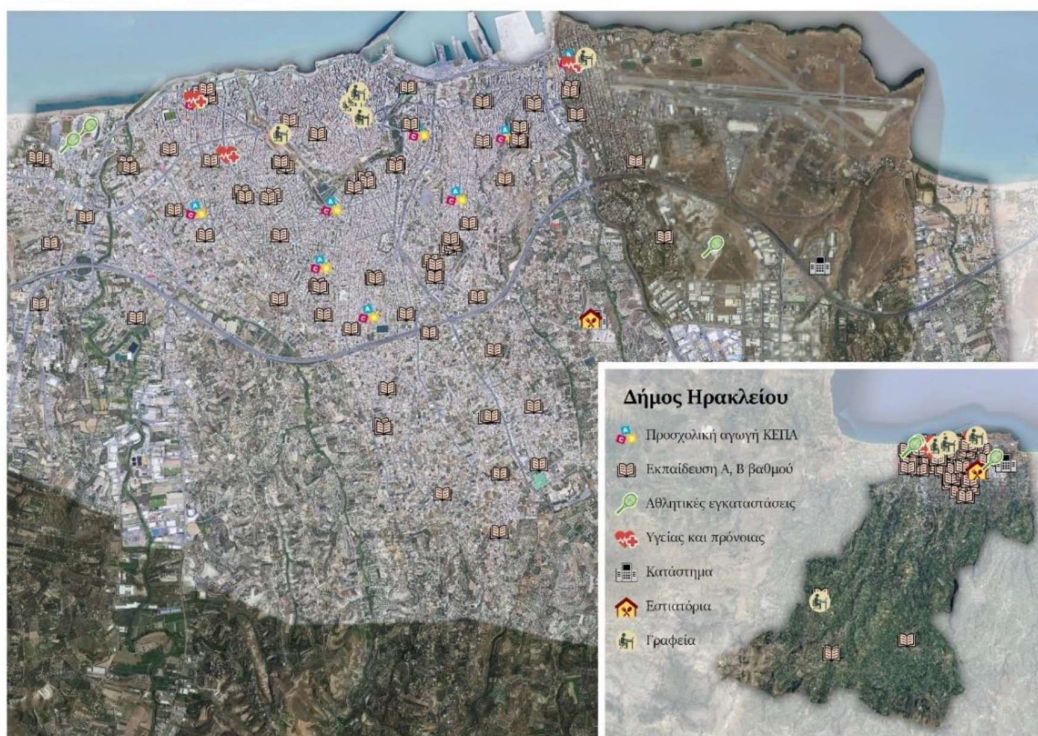 Δήμος Ηρακλείου
Προσχολική αγωγή ΚΕΠΑ
Εκπαίδευση Α, Β βαθμού
Αθλητικές εγκαταστάσεις
Υγείας και πρόνοιας
Κατάστημα
Εστιατόρια
Γραφεία